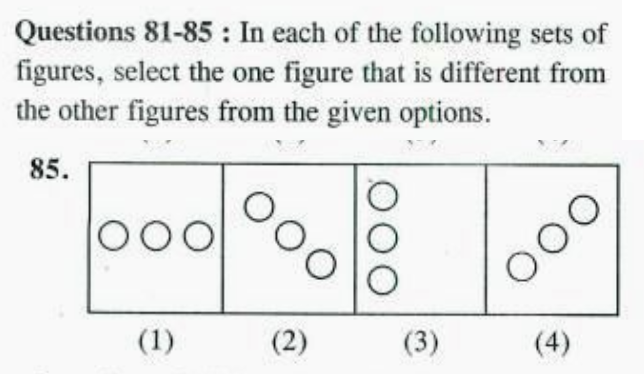 Questions 81-85 : In each of the following sets of
figures, select the one figure that is different from
the other figures from the given options.
85.
(1) (2) (3) (4)